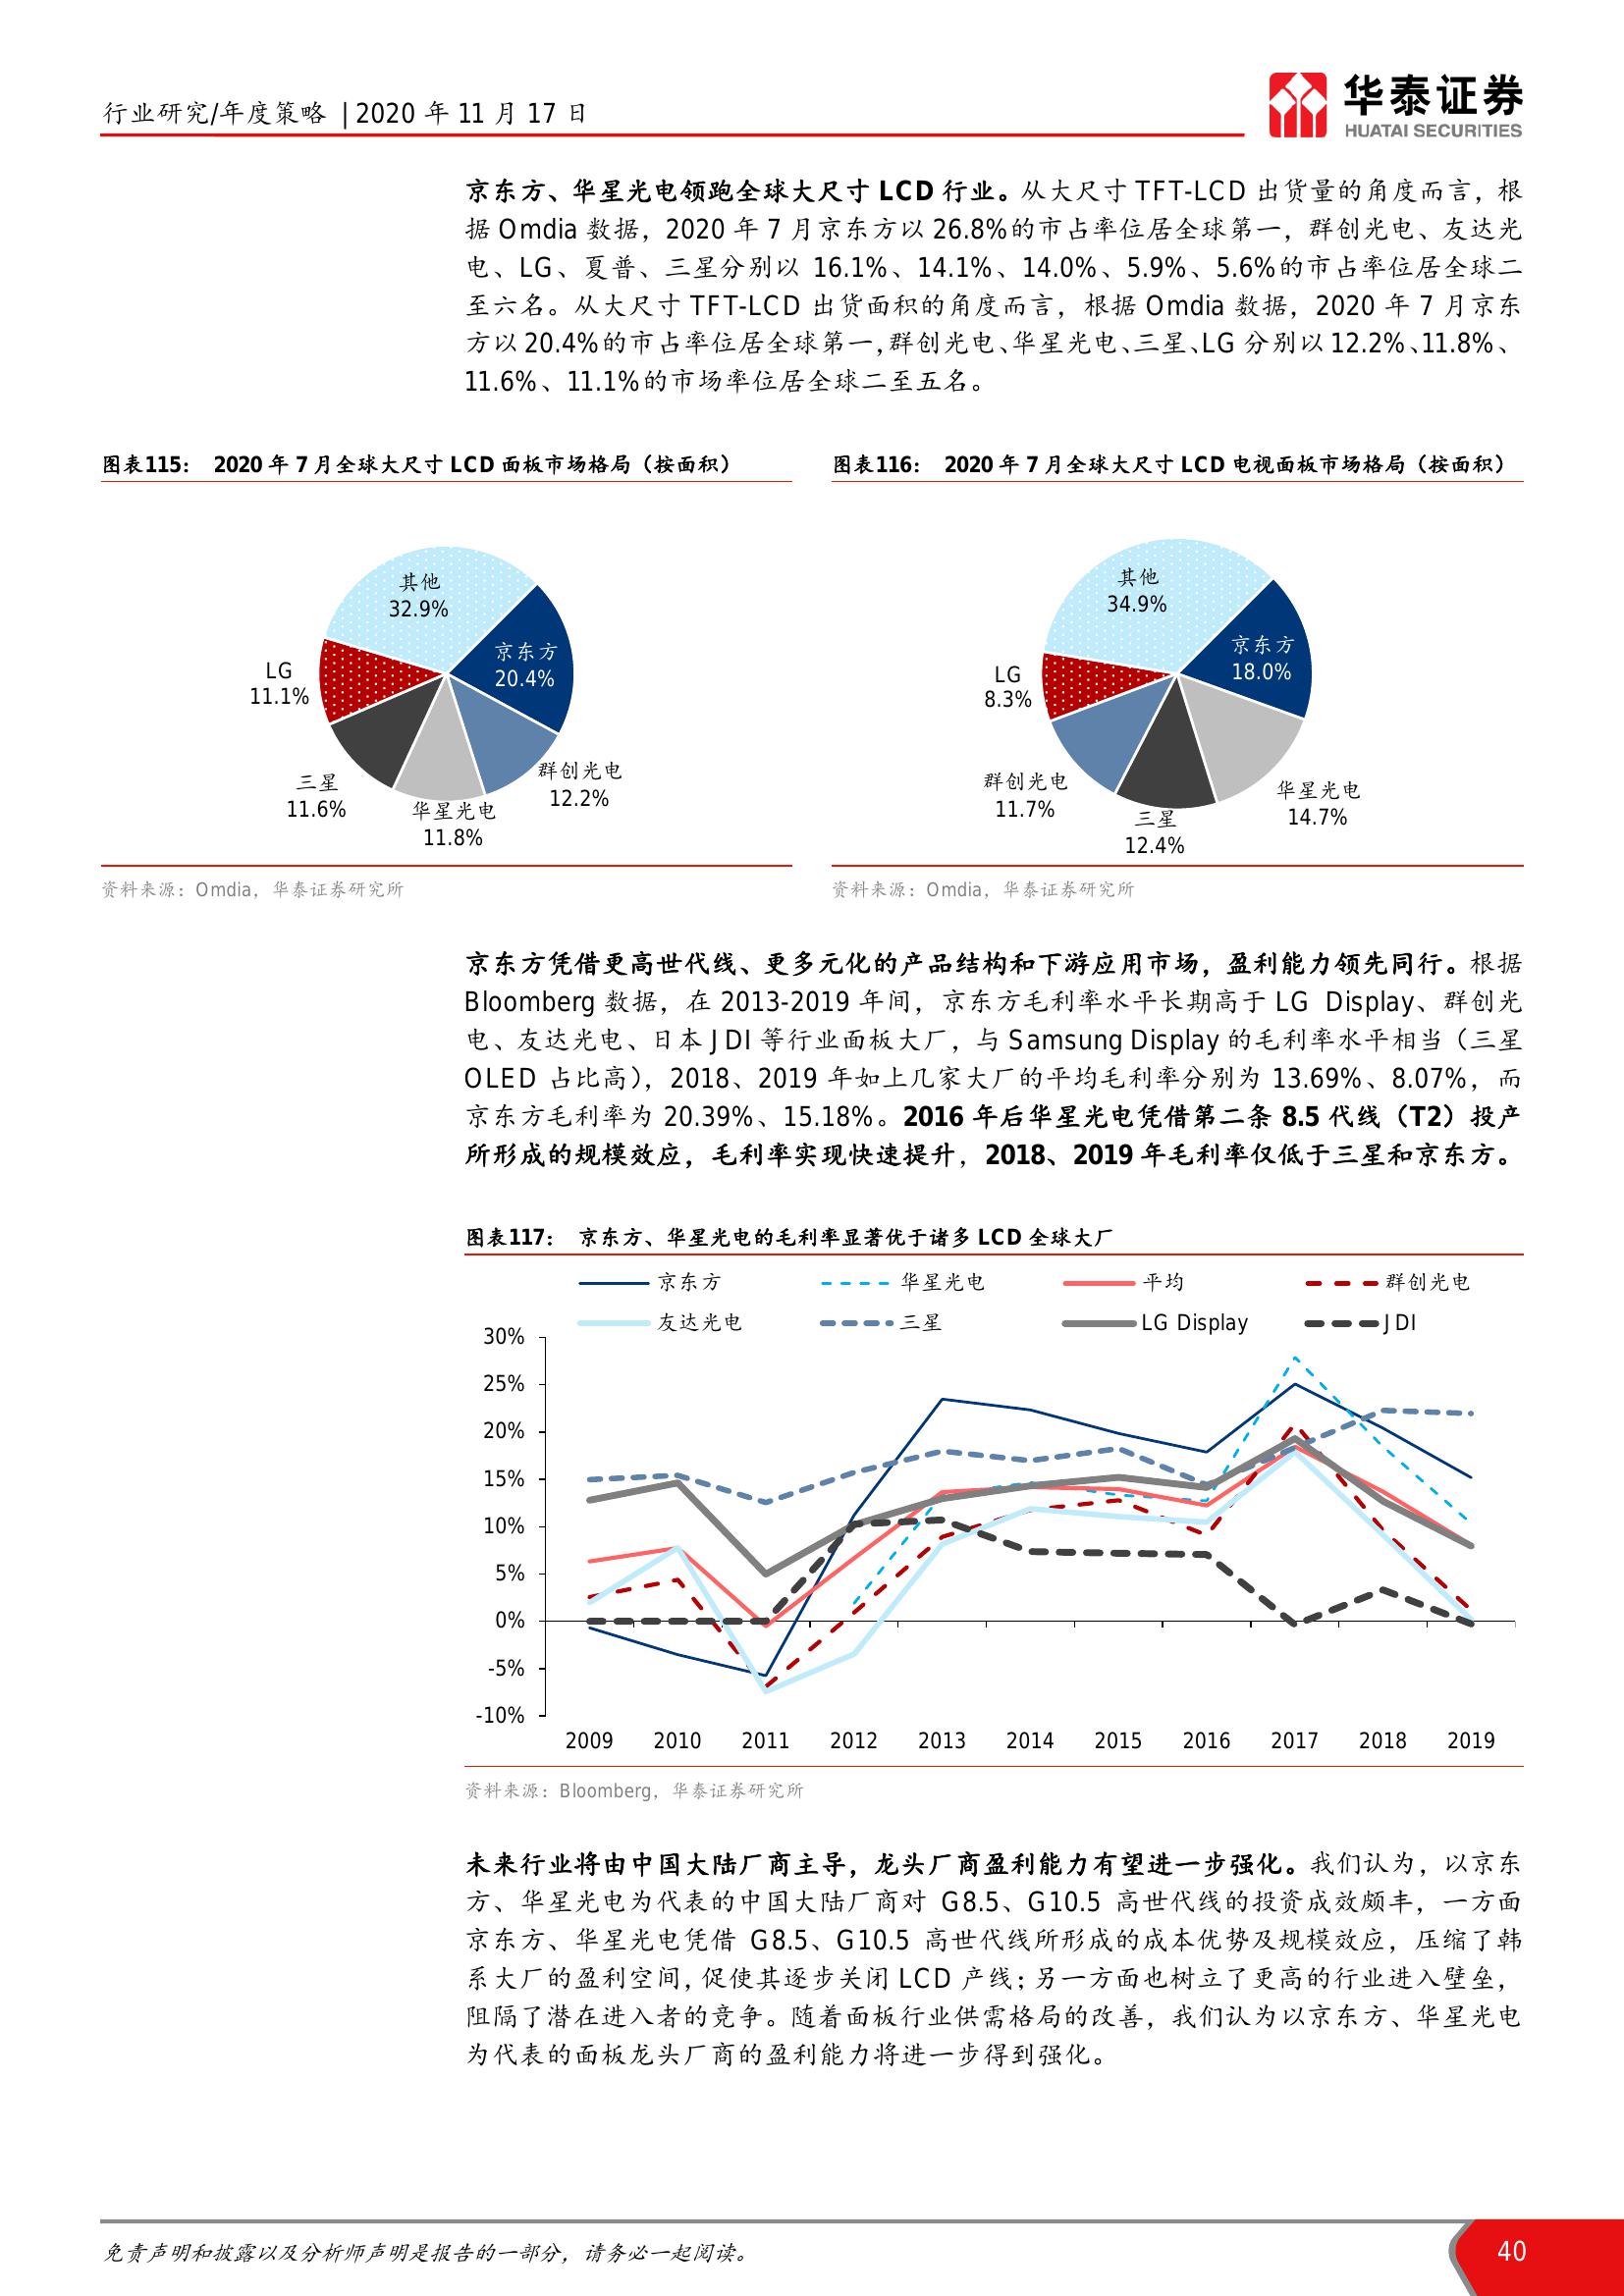 行业研究/年度策略 | 2020 年 11 月 17 日
华泰证券
HUATAI SECURITIES
京东方、华星光电领跑全球大尺寸 LCD 行业。从大尺寸 TFT-LCD 出货量的角度而言，根
据 Omdia 数据，2020 年 7 月京东方以 26.8%的市占率位居全球第一，群创光电、友达光
电、LG、夏普、三星分别以 16.1%、14.1%、14.0%、5.9%、5.6%的市占率位居全球二
至六名。从大尺寸 TFT-LCD 出货面积的角度而言，根据 Omdia 数据，2020 年 7 月京东
方以 20.4%的市占率位居全球第一，群创光电、华星光电、三星、LG 分别以 12.2%、11.8%、
11.6%、11.1%的市场率位居全球二至五名。
图表115： 2020 年 7 月全球大尺寸 LCD 面板市场格局（按面积）
其他
32.9%
京东方
20.4%
LG
11.1%
群创光电
12.2%
三星
11.6%
华星光电
11.8%
资料来源：Omdia，华泰证券研究所
图表116： 2020 年 7 月全球大尺寸 LCD 电视面板市场格局（按面积）
其他
34.9%
京东方
18.0%
LG
8.3%
群创光电
11.7%
华星光电
14.7%
三星
12.4%
资料来源：Omdia，华泰证券研究所
京东方凭借更高世代线、更多元化的产品结构和下游应用市场，盈利能力领先同行。根据
Bloomberg 数据，在 2013-2019 年间，京东方毛利率水平长期高于 LG Display、群创光
电、友达光电、日本 JDI 等行业面板大厂，与 Samsung Display 的毛利率水平相当（三星
OLED 占比高），2018、2019 年如上几家大厂的平均毛利率分别为 13.69%、8.07%，而
京东方毛利率为 20.39%、15.18%。2016 年后华星光电凭借第二条 8.5 代线（T2）投产
所形成的规模效应，毛利率实现快速提升，2018、2019 年毛利率仅低于三星和京东方。
图表117： 京东方、华星光电的毛利率显著优于诸多 LCD 全球大厂
京东方 华星光电 平均 群创光电
友达光电 三星 LG Display JDI
30%
25%
20%
15%
10%
5%
0%
-5%
-10%
2009 2010 2011 2012 2013 2014 2015 2016 2017 2018 2019
资料来源：Bloomberg，华泰证券研究所
未来行业将由中国大陆厂商主导，龙头厂商盈利能力有望进一步强化。我们认为，以京东
方、华星光电为代表的中国大陆厂商对 G8.5、G10.5 高世代线的投资成效颇丰，一方面
京东方、华星光电凭借 G8.5、G10.5 高世代线所形成的成本优势及规模效应，压缩了韩
系大厂的盈利空间，促使其逐步关闭 LCD 产线；另一方面也树立了更高的行业进入壁垒，
阻隔了潜在进入者的竞争。随着面板行业供需格局的改善，我们认为以京东方、华星光电
为代表的面板龙头厂商的盈利能力将进一步得到强化。
免责声明和披露以及分析师声明是报告的一部分，请务必一起阅读。
40